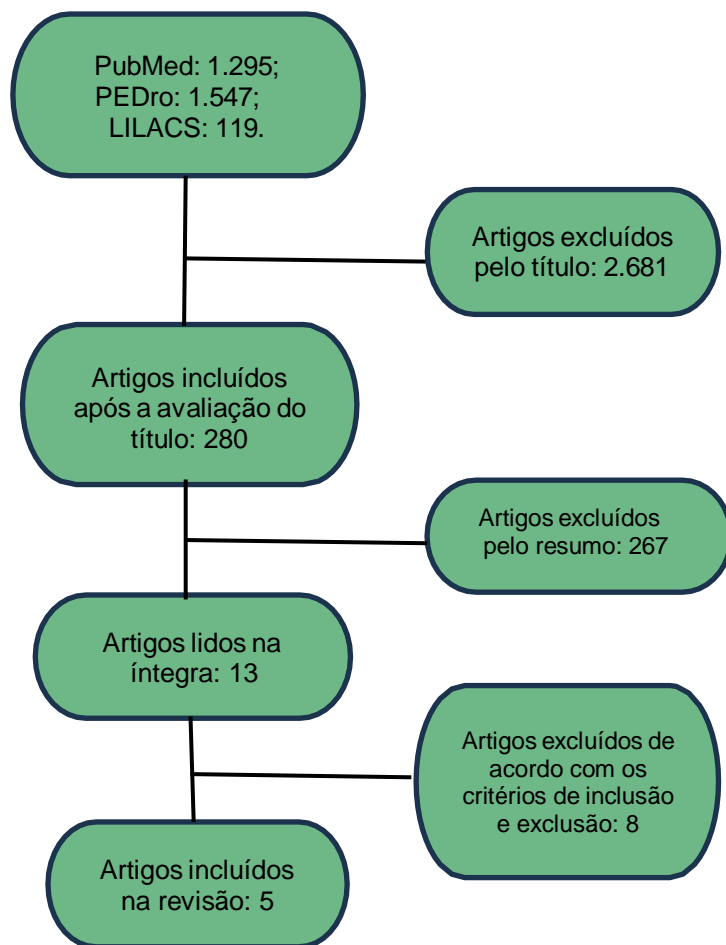 PubMed: 1.295;
PEDro: 1.547;
LILACS: 119.
Artigos excluídos
pelo título: 2.681
Artigos incluídos
após a avaliação do
título: 280
Artigos excluídos
pelo resumo: 267
Artigos lidos na
íntegra: 13
Artigos excluídos de
acordo com os
critérios de inclusão
e exclusão: 8
Artigos incluídos
na revisão: 5